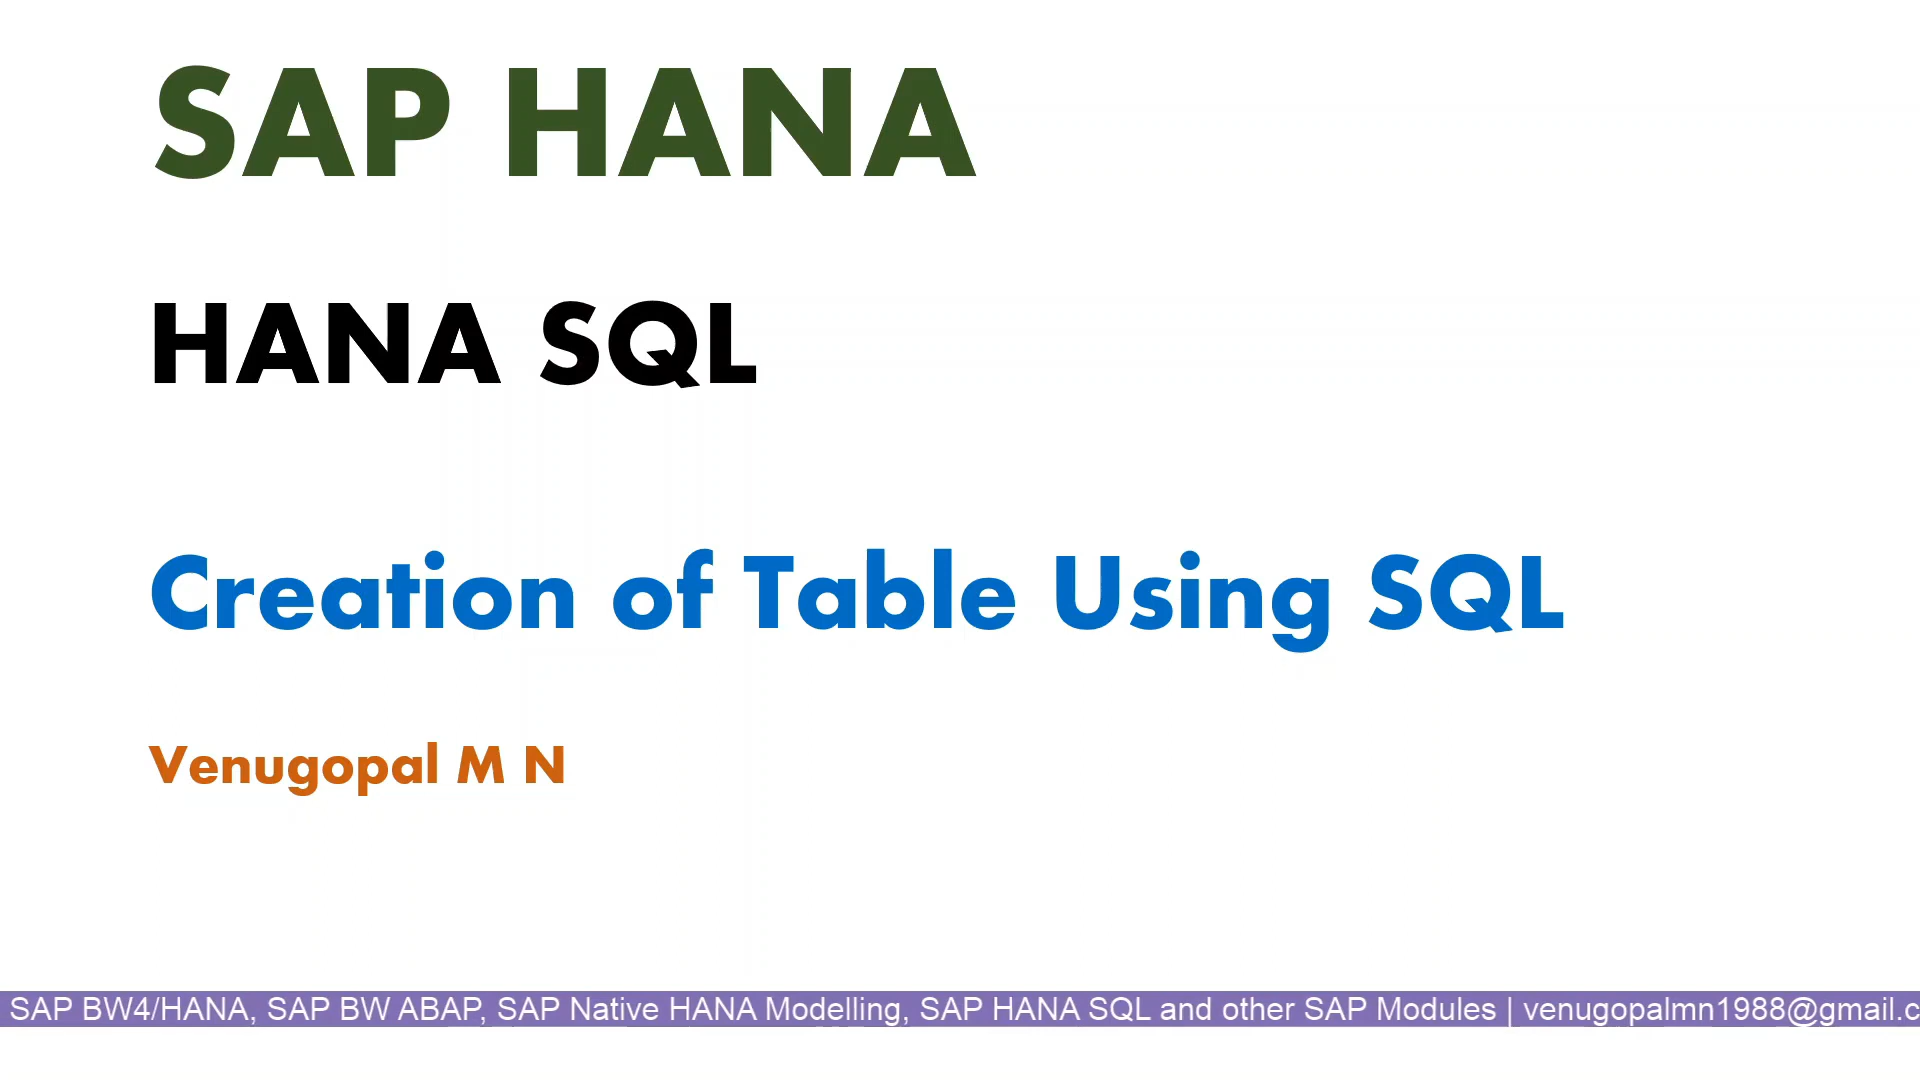 SAP HANA
HANA SQL
Creation of Table Using SQL
Venugopal M N
SAP BW4/HANA, SAP BW ABAP, SAP Native HANA Modelling, SAP HANA SQL and other SAP Modules | venugopalmn1988@gmail.c